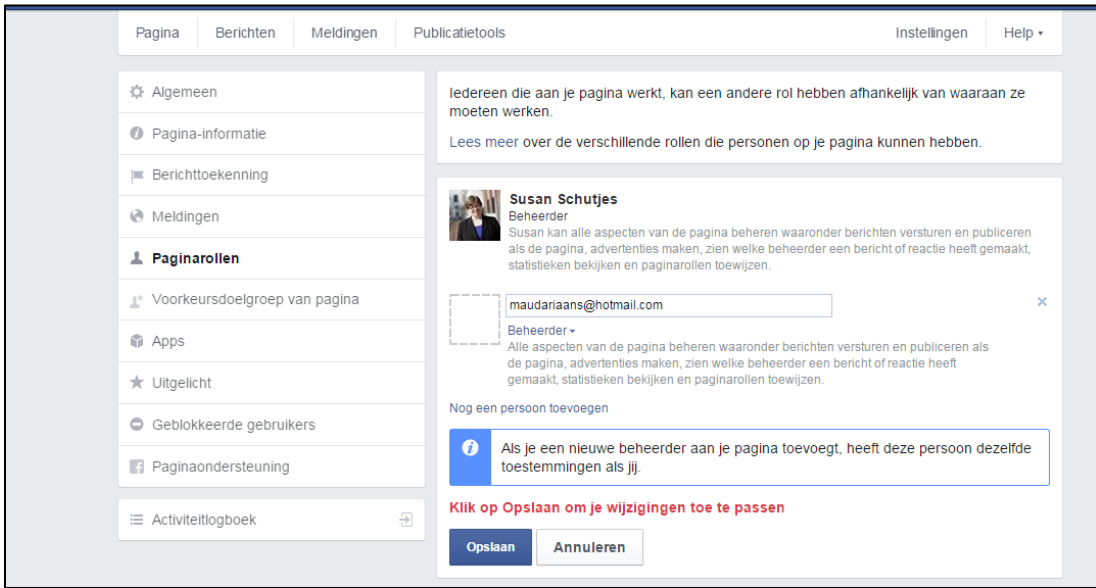 Pagina Berichten Meldingen Publicatietools Instellingen Help
Algemeen
Pagina-informatie
Berichttoekenning
Meldingen
Paginarollen
Voorkeursdoelgroep van pagina
Apps
Uitgelicht
Geblokkeerde gebruikers
Paginaondersteuning
Activiteitlogboek
Iedereen die aan je pagina werkt, kan een andere rol hebben afhankelijk van waaraan ze
moeten werken.
Lees meer over de verschillende rollen die personen op je pagina kunnen hebben.
Susan Schutjes
Beheerder
Susan kan alle aspecten van de pagina beheren waaronder berichten versturen en publiceren
als de pagina, advertenties maken, zien welke beheerder een bericht of reactie heeft gemaakt,
statistieken bekijken en paginarollen toewijzen.
maudariaans@hotmail.com
Beheerder
Alle aspecten van de pagina beheren waaronder berichten versturen en publiceren als
de pagina, advertenties maken, zien welke beheerder een bericht of reactie heeft
gemaakt, statistieken bekijken en paginarollen toewijzen.
Nog een persoon toevoegen
Als je een nieuwe beheerder aan je pagina toevoegt, heeft deze persoon dezelfde
toestemmingen als jij.
Klik op Opslaan om je wijzigingen toe te passen
Opslaan Annuleren